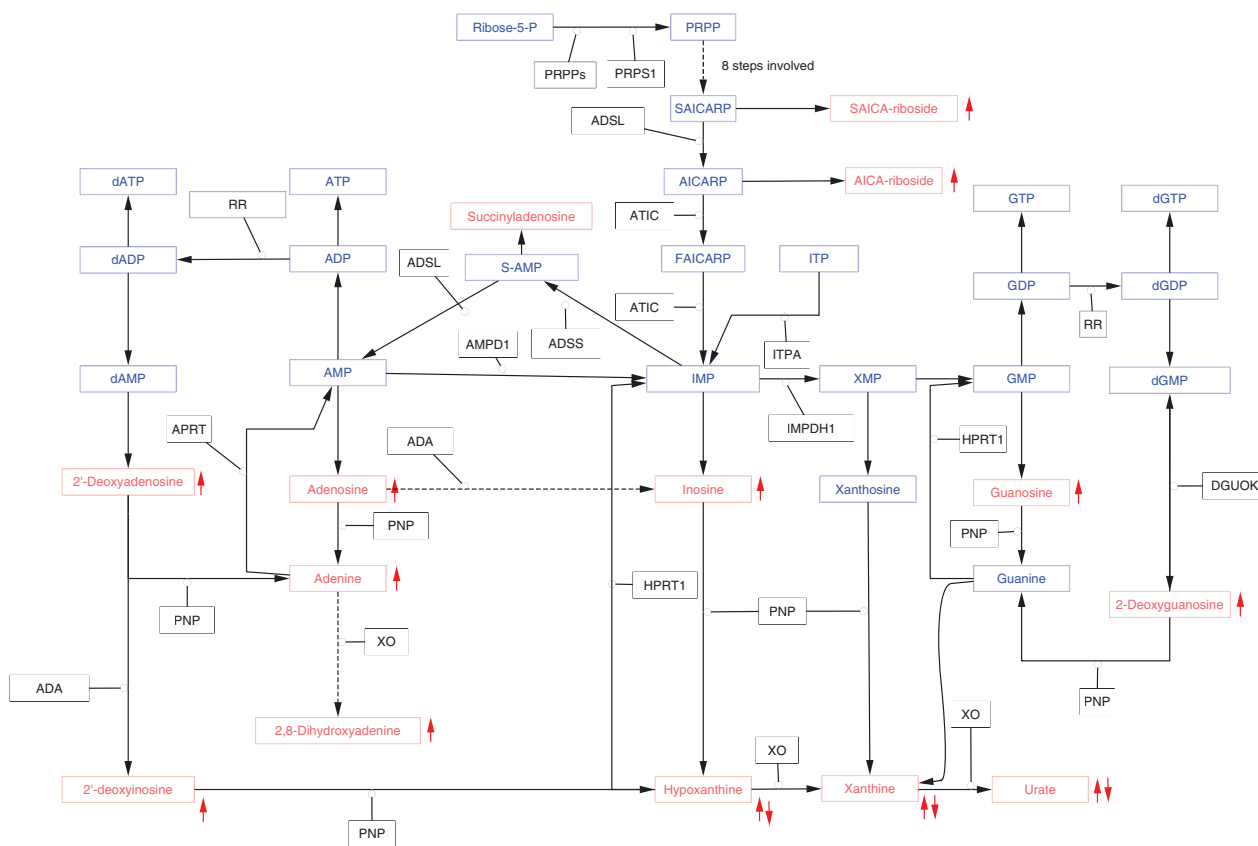 Ribose-5-P
PRPP
PRPPs
PRPS1
8 steps involved
SAICARP
SAICA-riboside
ADSL
dATP
ATP
AICARP
AICA-riboside
GTP
dGTP
RR
Succinyladenosine
ATIC
dADP
ADP
ADSL
S-AMP
FAICARP
ITP
GDP
dGDP
ATIC
RR
AMPD1
ADSS
ITPA
dAMP
AMP
IMP
XMP
GMP
dGMP
APRT
ADA
IMPDH1
HPRT1
2'-Deoxyadenosine
Adenosine
Inosine
Xanthosine
Guanosine
DGUOK
PNP
PNP
Adenine
HPRT1
Guanine
PNP
PNP
2-Deoxyguanosine
XO
ADA
PNP
2,8-Dihydroxyadenine
XO
XO
2'-deoxyinosine
Hypoxanthine
Xanthine
Urate
PNP